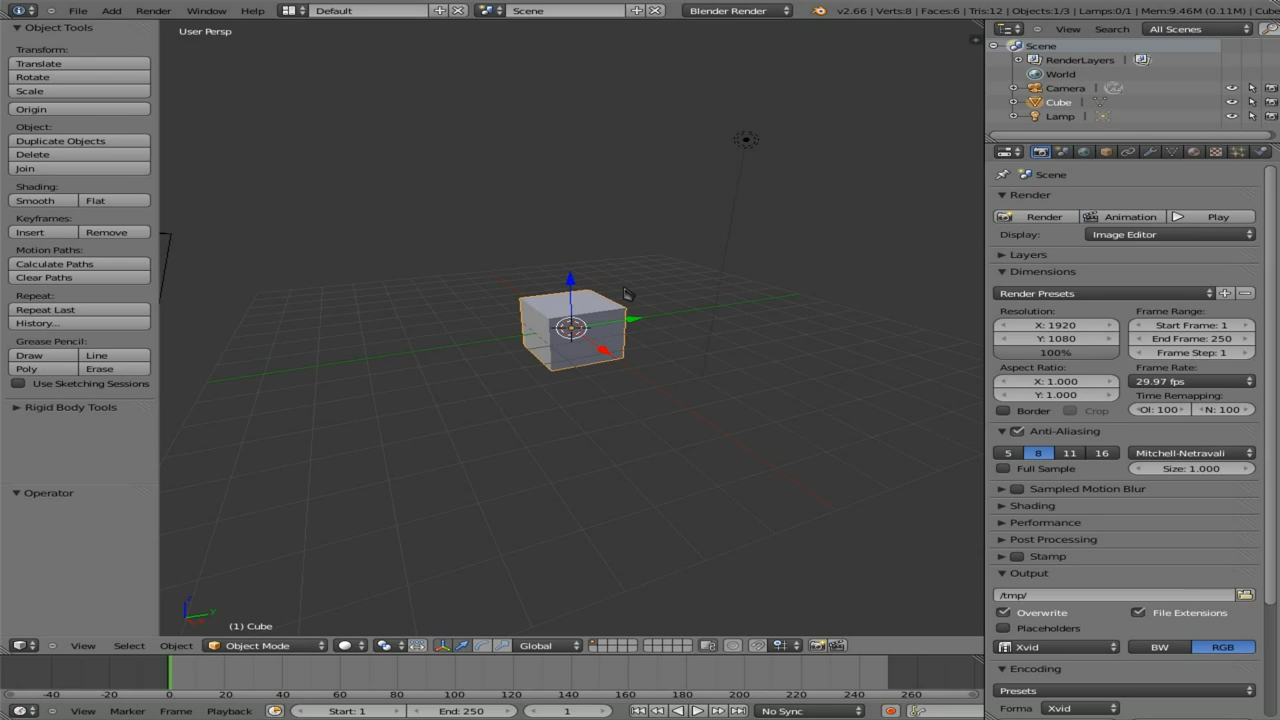 File Add Render Window Help Default Scene Blender Render v2.66 | Verts:8 | Faces:6 | Tris:12 | Objects:1/3 | Lamps:0/1 | Mem:9.46M (0.11M) | Cube
Object Tools
Transform:
Translate
Rotate
Scale
Origin
Object:
Duplicate Objects
Delete
Join
Shading:
Smooth Flat
Keyframes:
Insert Remove
Motion Paths:
Calculate Paths
Clear Paths
Repeat:
Repeat Last
History...
Grease Pencil:
Draw Line
Poly Erase
Use Sketching Sessions
Rigid Body Tools
Operator
User Persp
(1) Cube
View Select Object Object Mode Global
-40 -20 0 20 40 60 80 100 120 140 160 180 200 220 240 260
View Marker Frame Playback Start: 1 End: 250 1 No Sync
View Search All Scenes
Scene
RenderLayers
World
Camera
Cube
Lamp
Scene
Render
Render Animation Play
Display: Image Editor
Layers
Dimensions
Render Presets
Resolution: Frame Range:
X: 1920 Start Frame: 1
Y: 1080 End Frame: 250
100% Frame Step: 1
Aspect Ratio: Frame Rate:
X: 1.000 29.97 fps
Y: 1.000 Time Remapping:
Border Crop Ol: 100 N: 100
Anti-Aliasing
5 8 11 16 Mitchell-Netravali
Full Sample Size: 1.000
Sampled Motion Blur
Shading
Performance
Post Processing
Stamp
Output
/tmp/
Overwrite File Extensions
Placeholders
Xvid BW RGB
Encoding
Presets
Forma Xvid